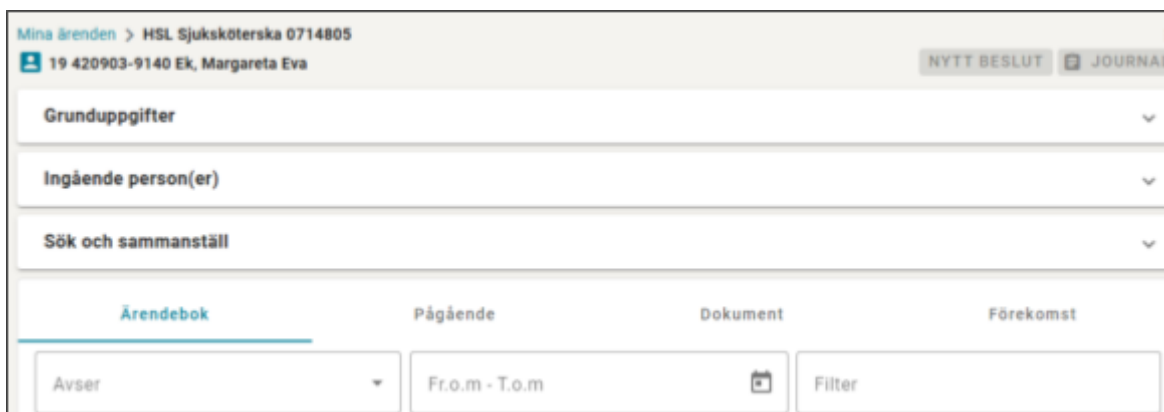 Mina ärenden > HSL Sjuksköterska 0714805
19 420903-9140 Ek, Margareta Eva
NYTT BESLUT JOURNAL
Grunduppgifter
Ingående person(er)
Sök och sammanställ
Ärendebok Pågående Dokument Förekomst
Avser Fr.o.m - T.o.m Filter